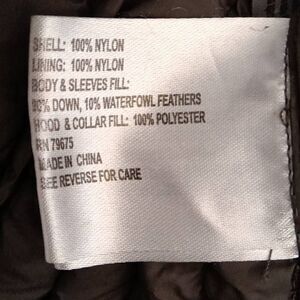 SHELL: 100% NYLON
LINING: 100% NYLON
BODY & SLEEVES FILL:
90% DOWN, 10% WATERFOWL FEATHERS
HOOD & COLLAR FILL: 100% POLYESTER
RN 79675
MADE IN CHINA
SEE REVERSE FOR CARE